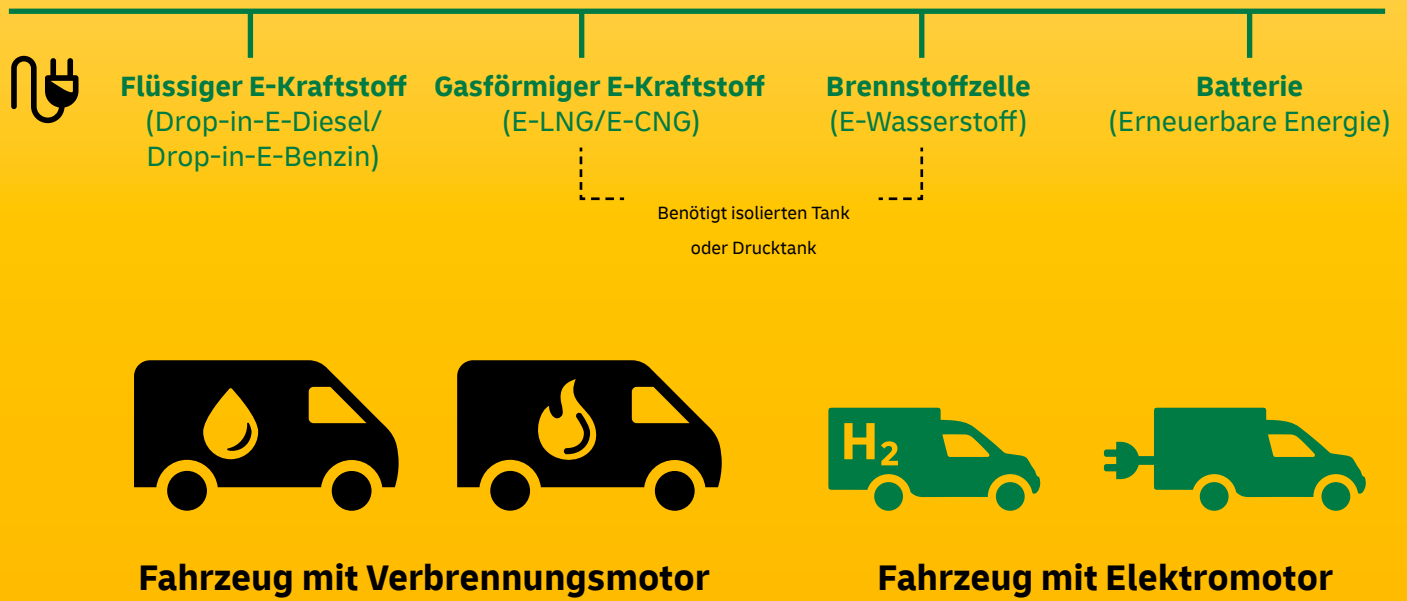 Flüssiger E-Kraftstoff
(Drop-in-E-Diesel/
Drop-in-E-Benzin)
Gasförmiger E-Kraftstoff
(E-LNG/E-CNG)
Brennstoffzelle
(E-Wasserstoff)
Batterie
(Erneuerbare Energie)
Benötigt isolierten Tank
oder Drucktank
H₂
Fahrzeug mit Verbrennungsmotor
Fahrzeug mit Elektromotor